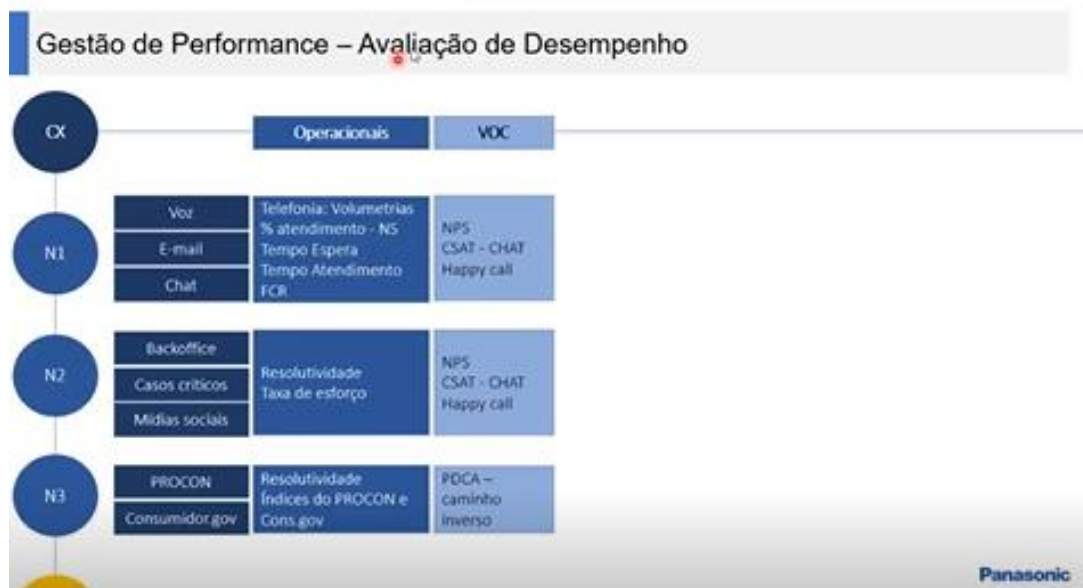 Gestão de Performance – Avaliação de Desempenho
CX
Operacionais
VOC
N1
Voz
E-mail
Chat
Telefonia: Volumetrias
% atendimento - NS
Tempo Espera
Tempo Atendimento
FCR
NPS
CSAT - CHAT
Happy call
N2
Backoffice
Casos críticos
Mídias sociais
Resolutividade
Taxa de esforço
NPS
CSAT - CHAT
Happy call
N3
PROCON
Consumidor.gov
Resolutividade
Índices do PROCON e
Cons.gov
PDCA –
caminho
inverso
Panasonic